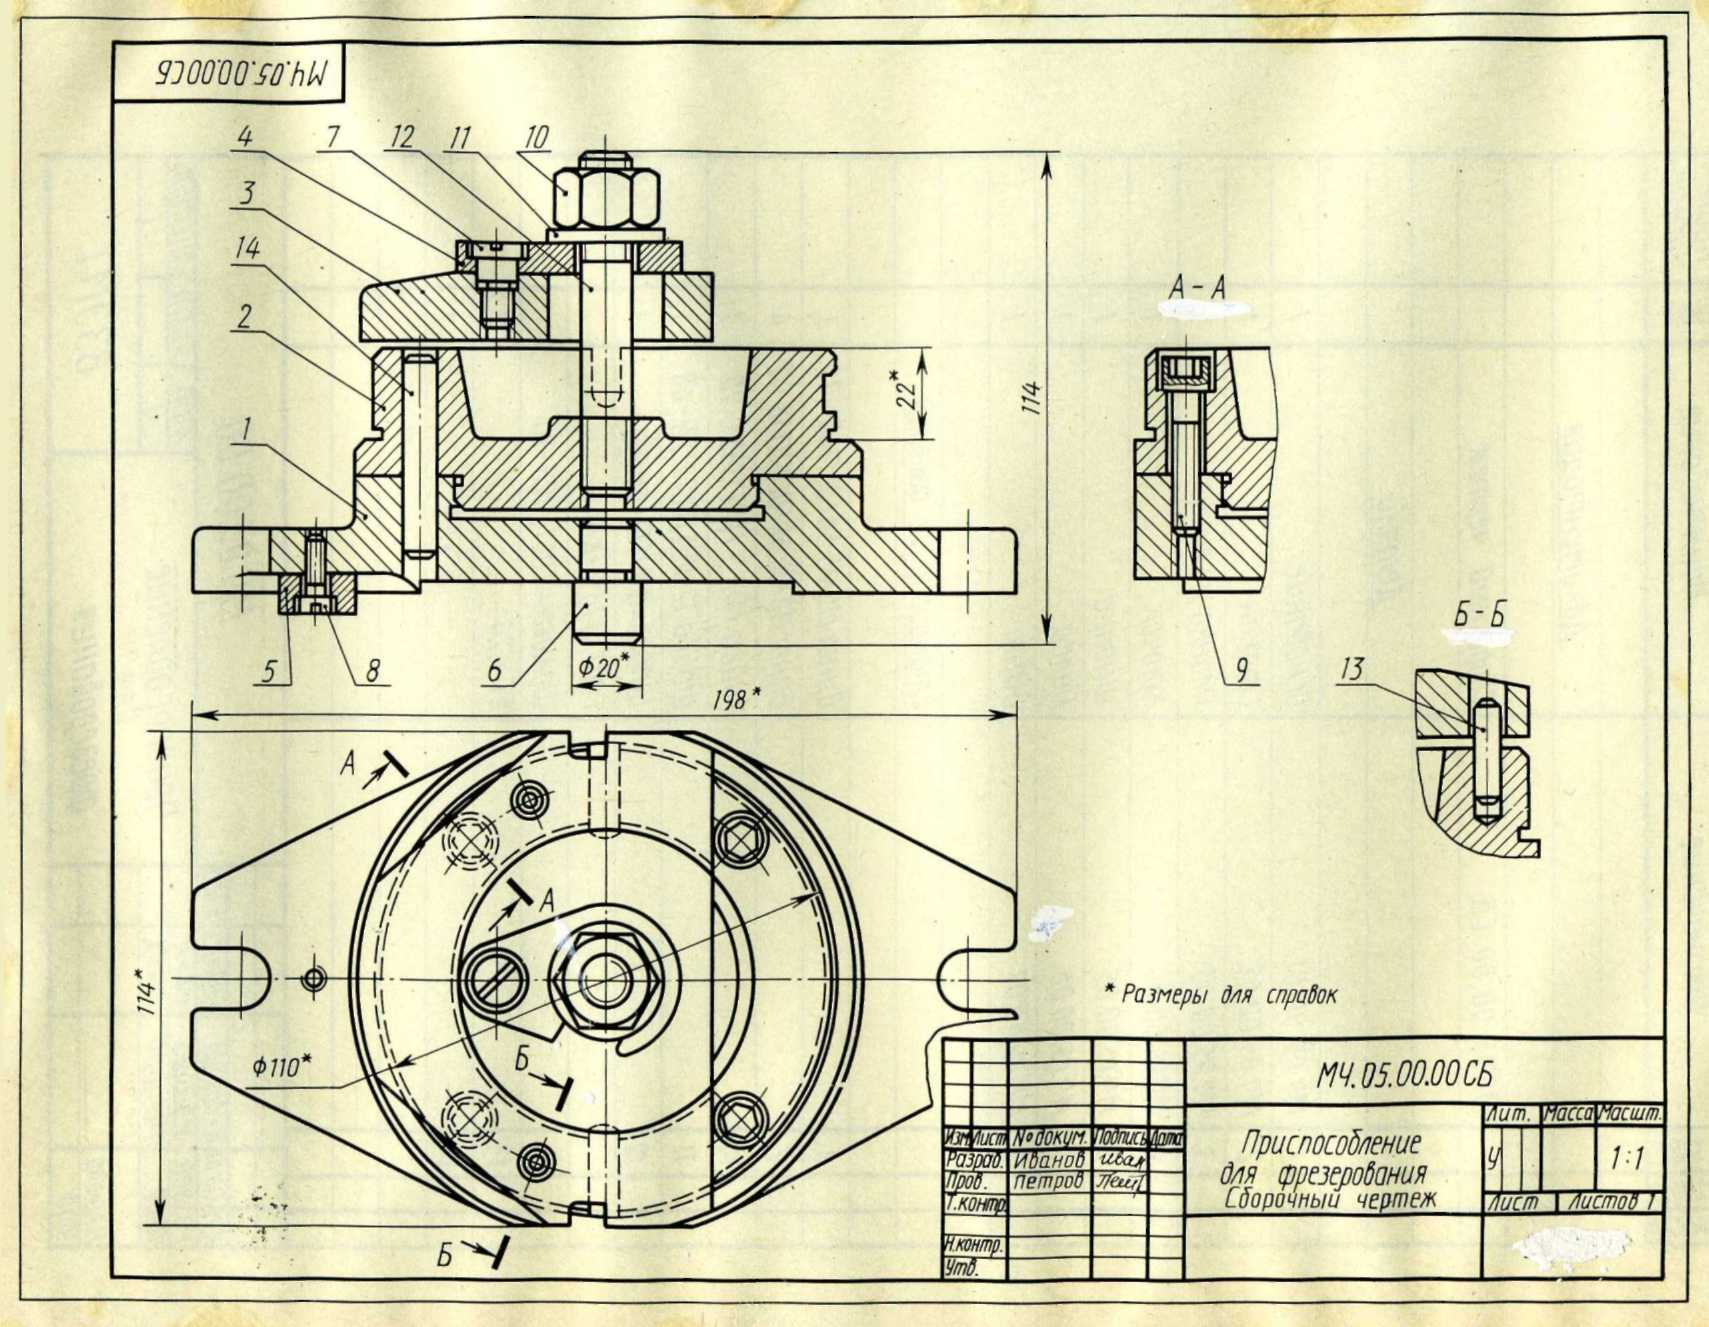 МЧ.05.00.00СБ
4 7 12 11 10
3
14
2
1
22*
114
5 8 6
Ф20*
198*
А - А
9
Б - Б
13
А
А
114*
Ф110*
Б
Б
* Размеры для справок
МЧ.05.00.00СБ
Приспособление
для фрезерования
Сборочный чертеж
Лит. Масса Масшт.
У 1:1
Лист Листов 1
Изм Лист № докум. Подпись Дата
Разраб. Иванов Иван
Пров. Петров
Т.контр.
Н.контр.
Утв.